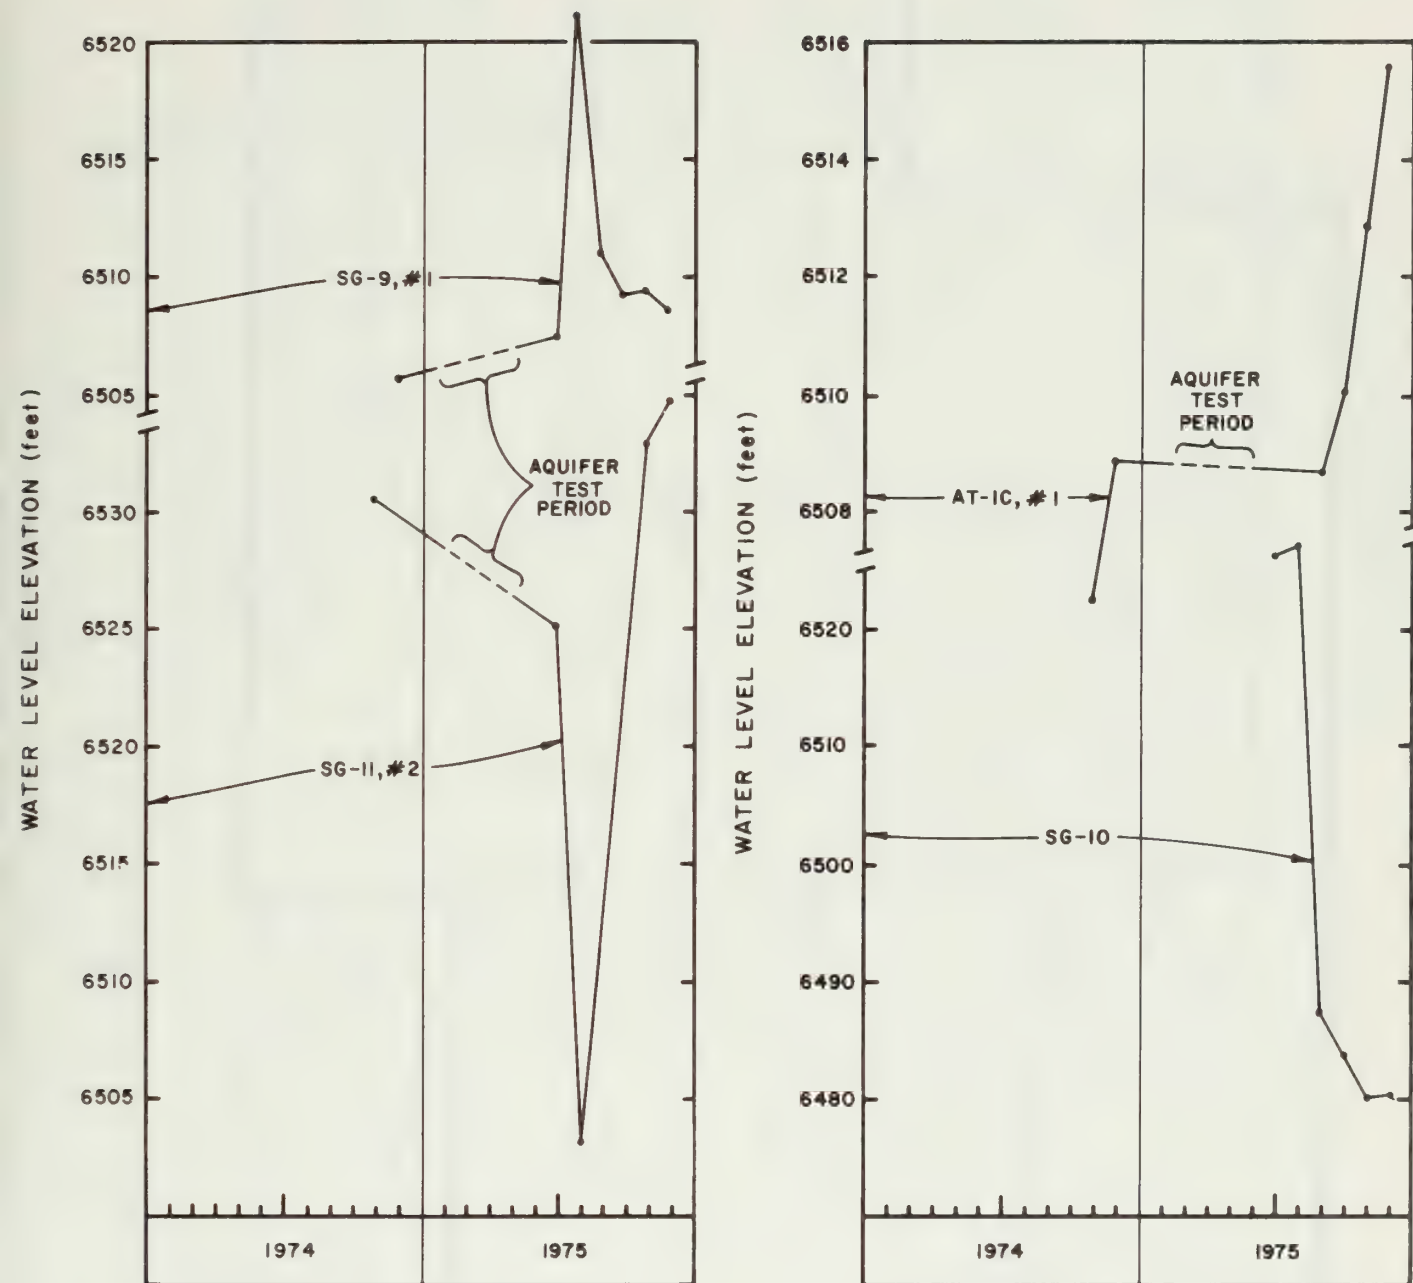 WATER LEVEL ELEVATION (feet)
6520
6515
6510
6505
6530
6525
6520
6515
6510
6505
SG-9, #1
AQUIFER
TEST
PERIOD
SG-11, #2
1974
1975
WATER LEVEL ELEVATION (feet)
6516
6514
6512
6510
6508
6520
6510
6500
6490
6480
AQUIFER
TEST
PERIOD
AT-1C, #1
SG-10
1974
1975